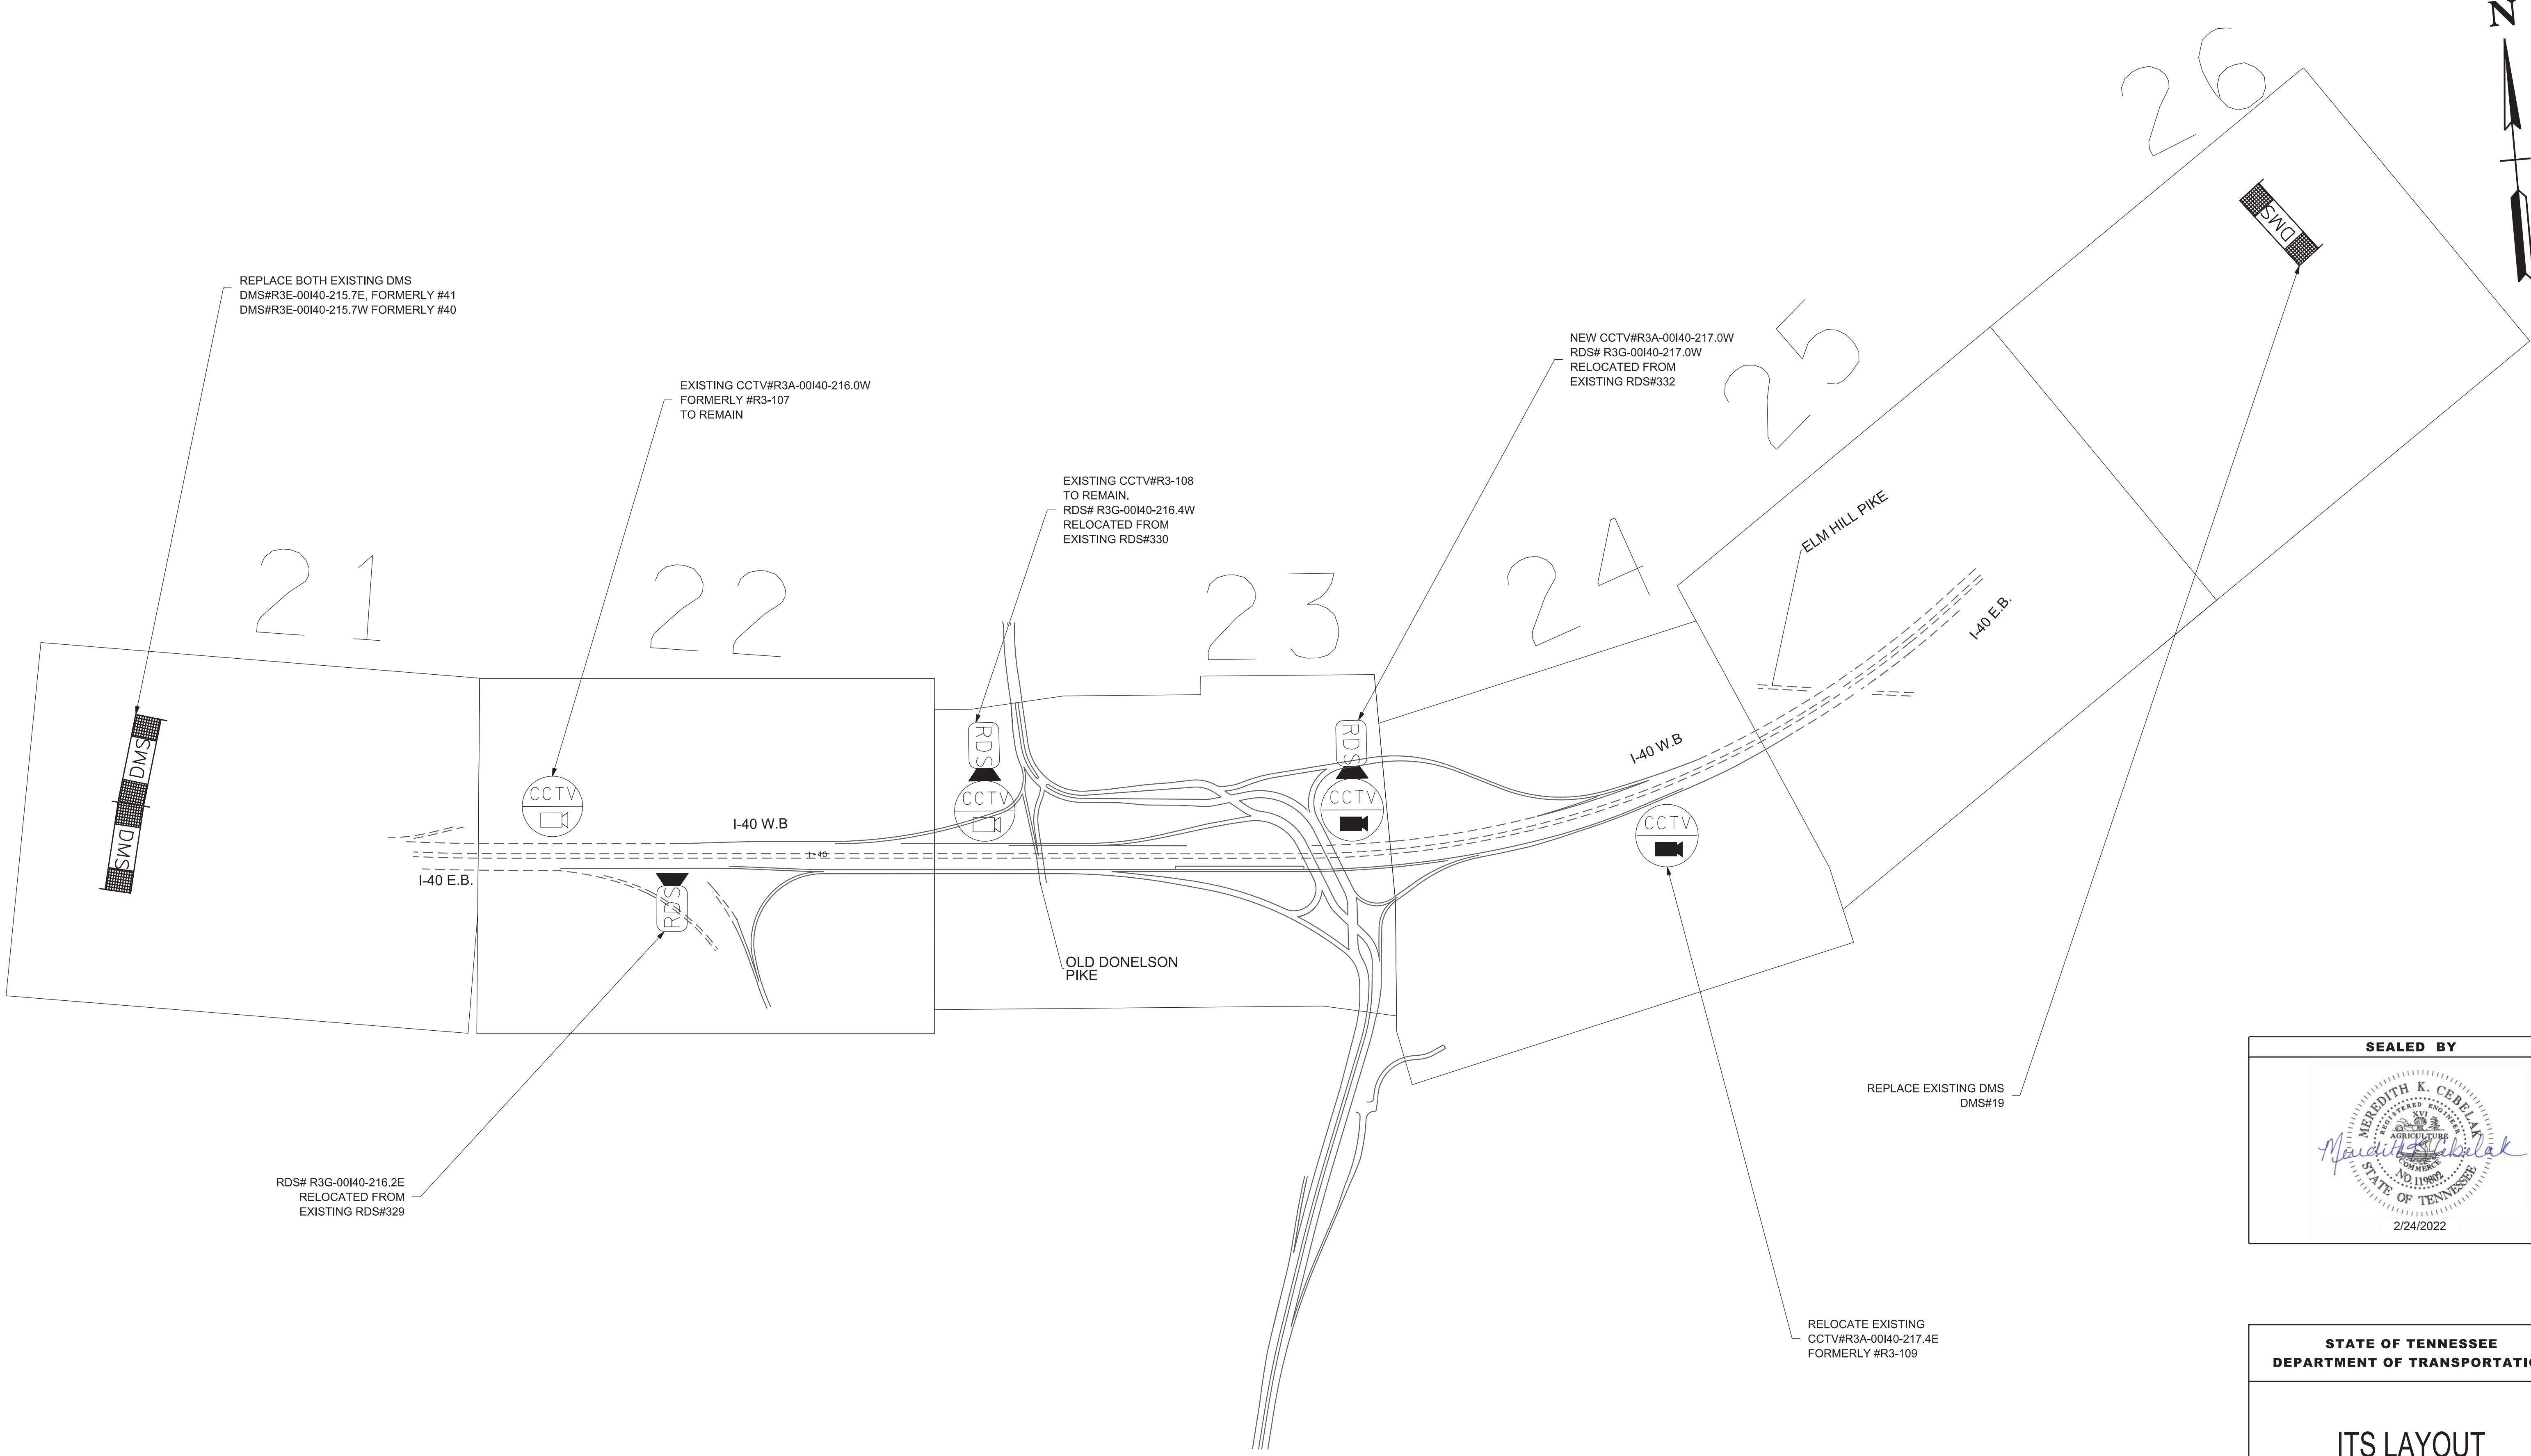 N
26
DMS
REPLACE BOTH EXISTING DMS
DMS#R3E-00I40-215.7E, FORMERLY #41
DMS#R3E-00I40-215.7W FORMERLY #40
NEW CCTV#R3A-00I40-217.0W
RDS# R3G-00I40-217.0W
RELOCATED FROM
EXISTING RDS#332
25
EXISTING CCTV#R3A-00I40-216.0W
FORMERLY #R3-107
TO REMAIN
EXISTING CCTV#R3-108
TO REMAIN.
RDS# R3G-00I40-216.4W
RELOCATED FROM
EXISTING RDS#330
ELM HILL PIKE
21
22
23
24
I-40 E.B.
DMS
DMS
CCTV
RDS
CCTV
RDS
CCTV
I-40 W.B
CCTV
I-40 W.B
I-40
I-40 E.B.
RDS
OLD DONELSON
PIKE
SEALED BY
MEREDITH K. CEBELAK
REGISTERED ENGINEER
XVI
AGRICULTURE
COMMERCE
NO. 119802
STATE OF TENNESSEE
Meredith K Cebelak
2/24/2022
REPLACE EXISTING DMS
DMS#19
RDS# R3G-00I40-216.2E
RELOCATED FROM
EXISTING RDS#329
RELOCATE EXISTING
CCTV#R3A-00I40-217.4E
FORMERLY #R3-109
STATE OF TENNESSEE
DEPARTMENT OF TRANSPORTATIO
ITS LAYOUT